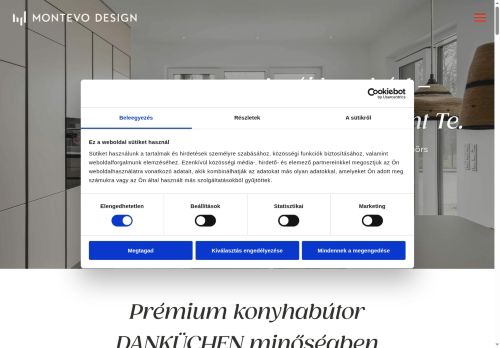 MONTEVO DESIGN
Te.
Cookiebot
by Usercentrics
Beleegyezés
Részletek
A sütikről
Ez a weboldal sütiket használ
Sütiket használunk a tartalmak és hirdetések személyre szabásához, közösségi funkciók biztosításához, valamint
weboldalforgalmunk elemzéséhez. Ezenkívül közösségi média-, hirdető- és elemező partnereinkkel megosztjuk az Ön
weboldalhasználatra vonatkozó adatait, akik kombinálhatják az adatokat más olyan adatokkal, amelyeket Ön adott meg
számukra vagy az Ön által használt más szolgáltatásokból gyűjtöttek.
Elengedhetetlen
Beállítások
Statisztikai
Marketing
Megtagad
Kiválasztás engedélyezése
Mindennek a megengedése
Prémium konyhabútor
DANKÜCHEN minőségben